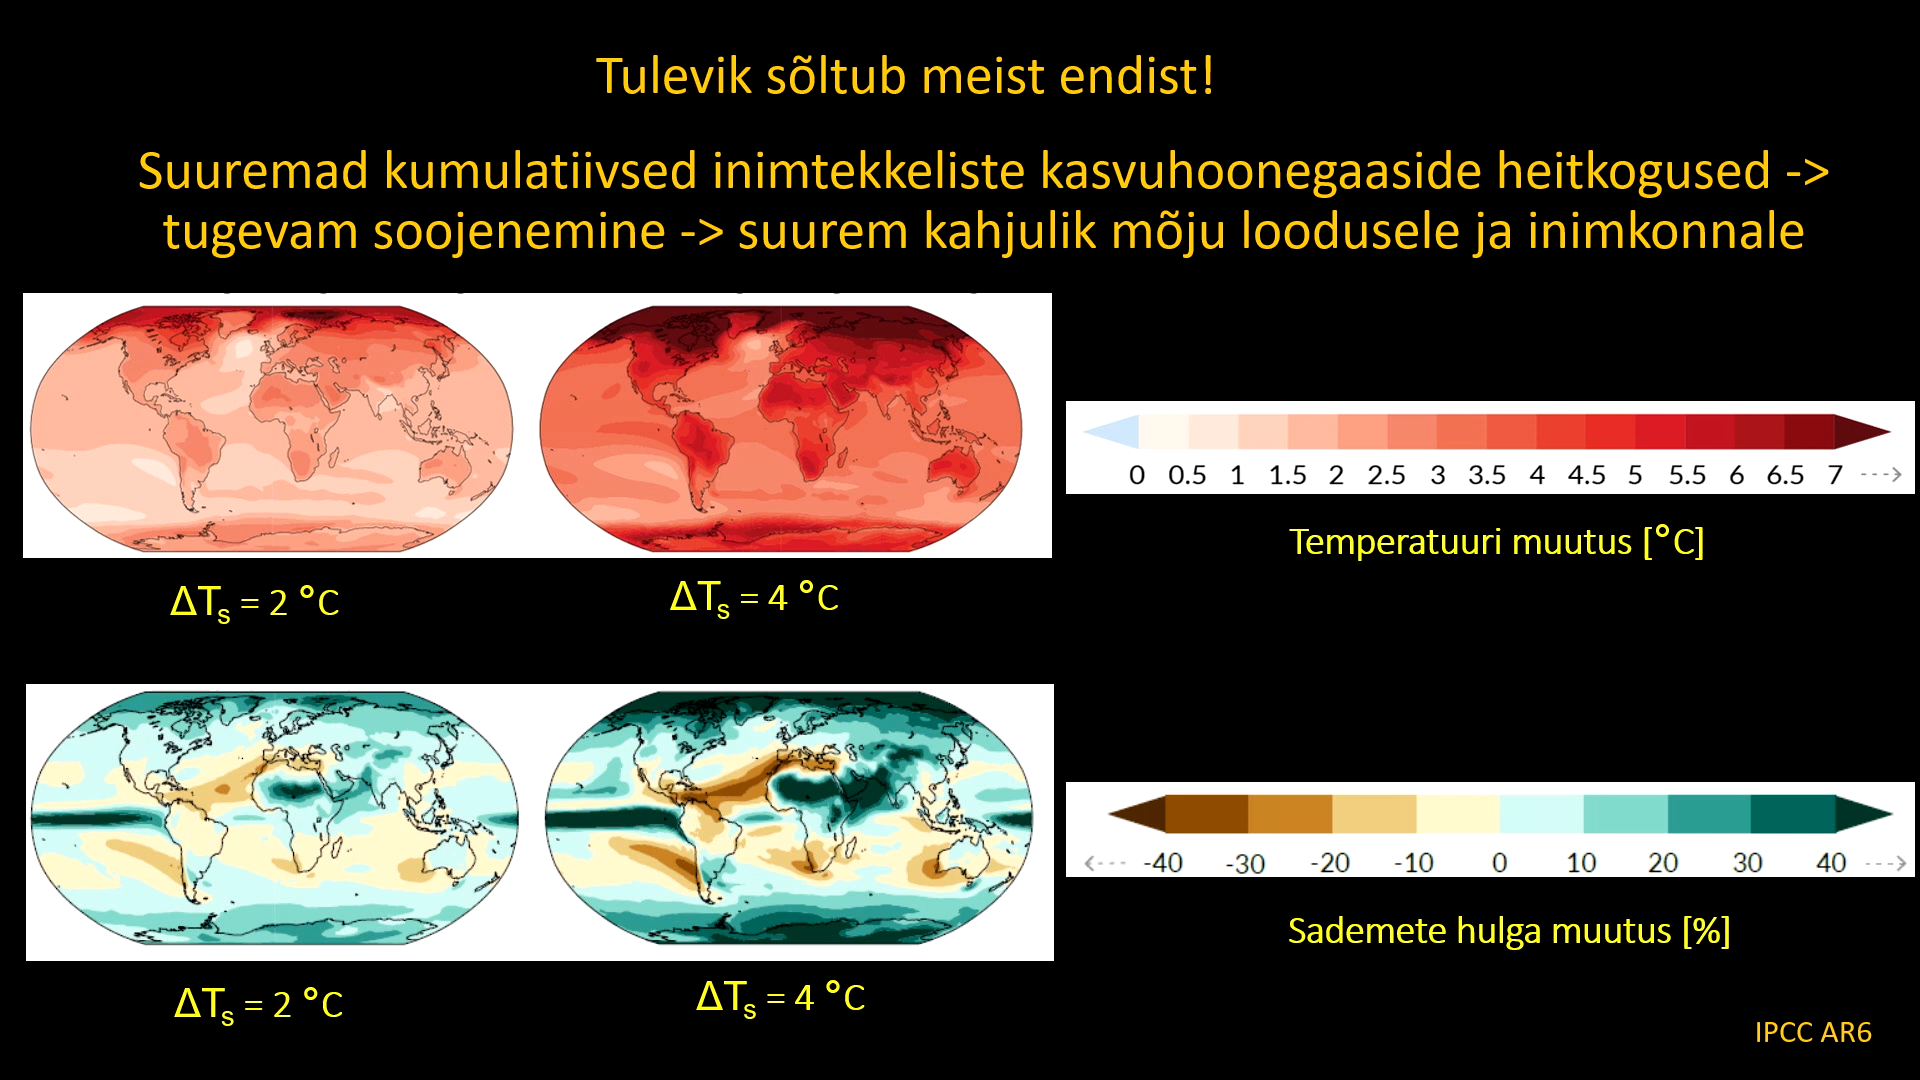 Tulevik sõltub meist endist!
Suuremad kumulatiivsed inimtekkeliste kasvuhoonegaaside heitkogused ->
tugevam soojenemine -> suurem kahjulik mõju loodusele ja inimkonnale
0 0.5 1 1.5 2 2.5 3 3.5 4 4.5 5 5.5 6 6.5 7
Temperatuuri muutus [°C]
ΔTs = 2 °C
ΔTs = 4 °C
-40 -30 -20 -10 0 10 20 30 40
Sademete hulga muutus [%]
ΔTs = 2 °C
ΔTs = 4 °C
IPCC AR6